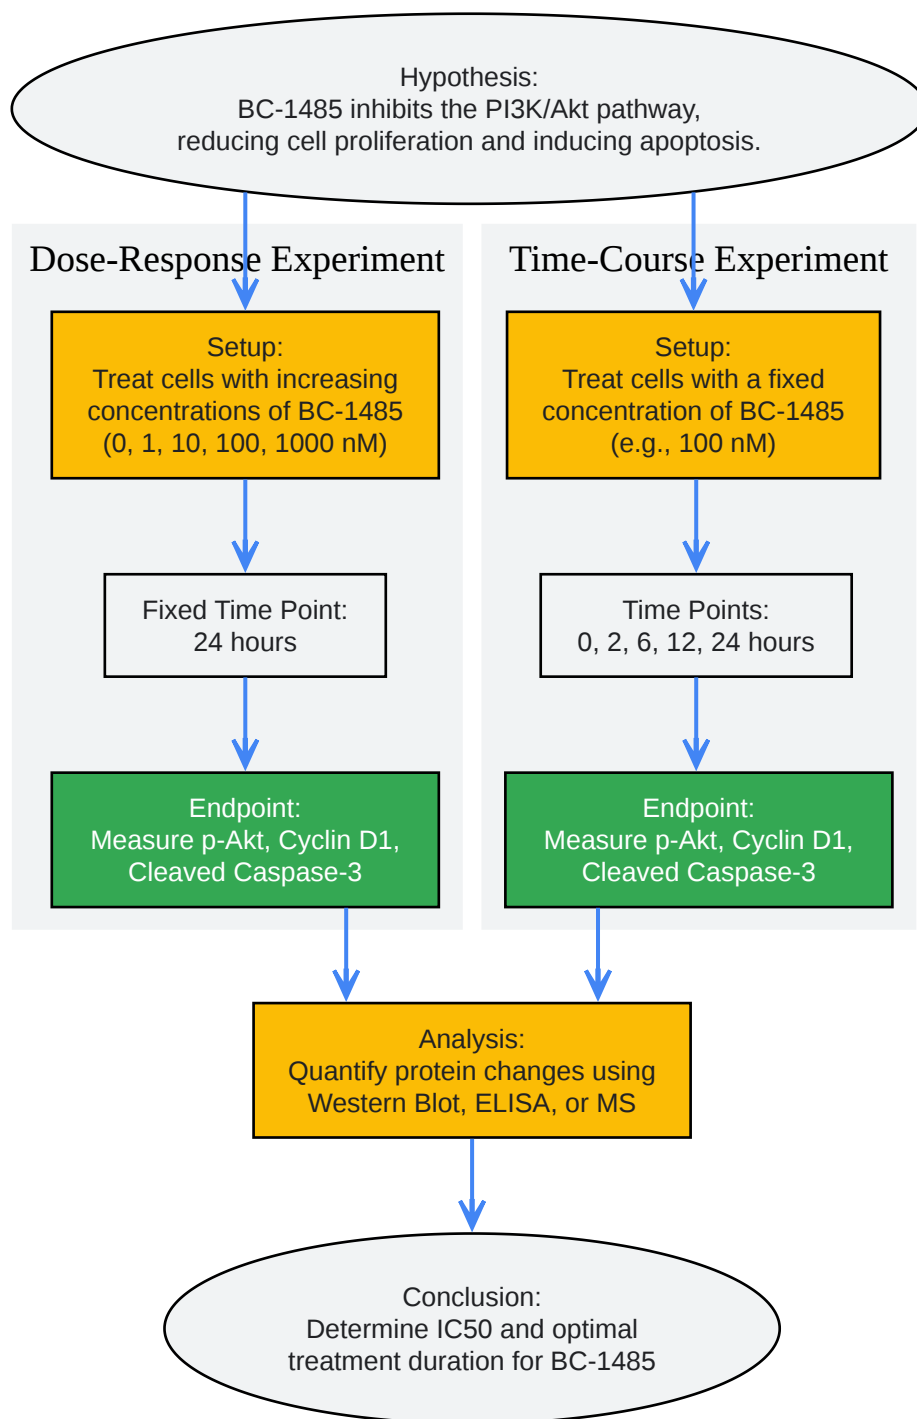 Hypothesis:
BC-1485 inhibits the PI3K/Akt pathway,
reducing cell proliferation and inducing apoptosis.
Dose-Response Experiment
Setup:
Treat cells with increasing
concentrations of BC-1485
(0, 1, 10, 100, 1000 nM)
Fixed Time Point:
24 hours
Endpoint:
Measure p-Akt, Cyclin D1,
Cleaved Caspase-3
Time-Course Experiment
Setup:
Treat cells with a fixed
concentration of BC-1485
(e.g., 100 nM)
Time Points:
0, 2, 6, 12, 24 hours
Endpoint:
Measure p-Akt, Cyclin D1,
Cleaved Caspase-3
Analysis:
Quantify protein changes using
Western Blot, ELISA, or MS
Conclusion:
Determine IC50 and optimal
treatment duration for BC-1485